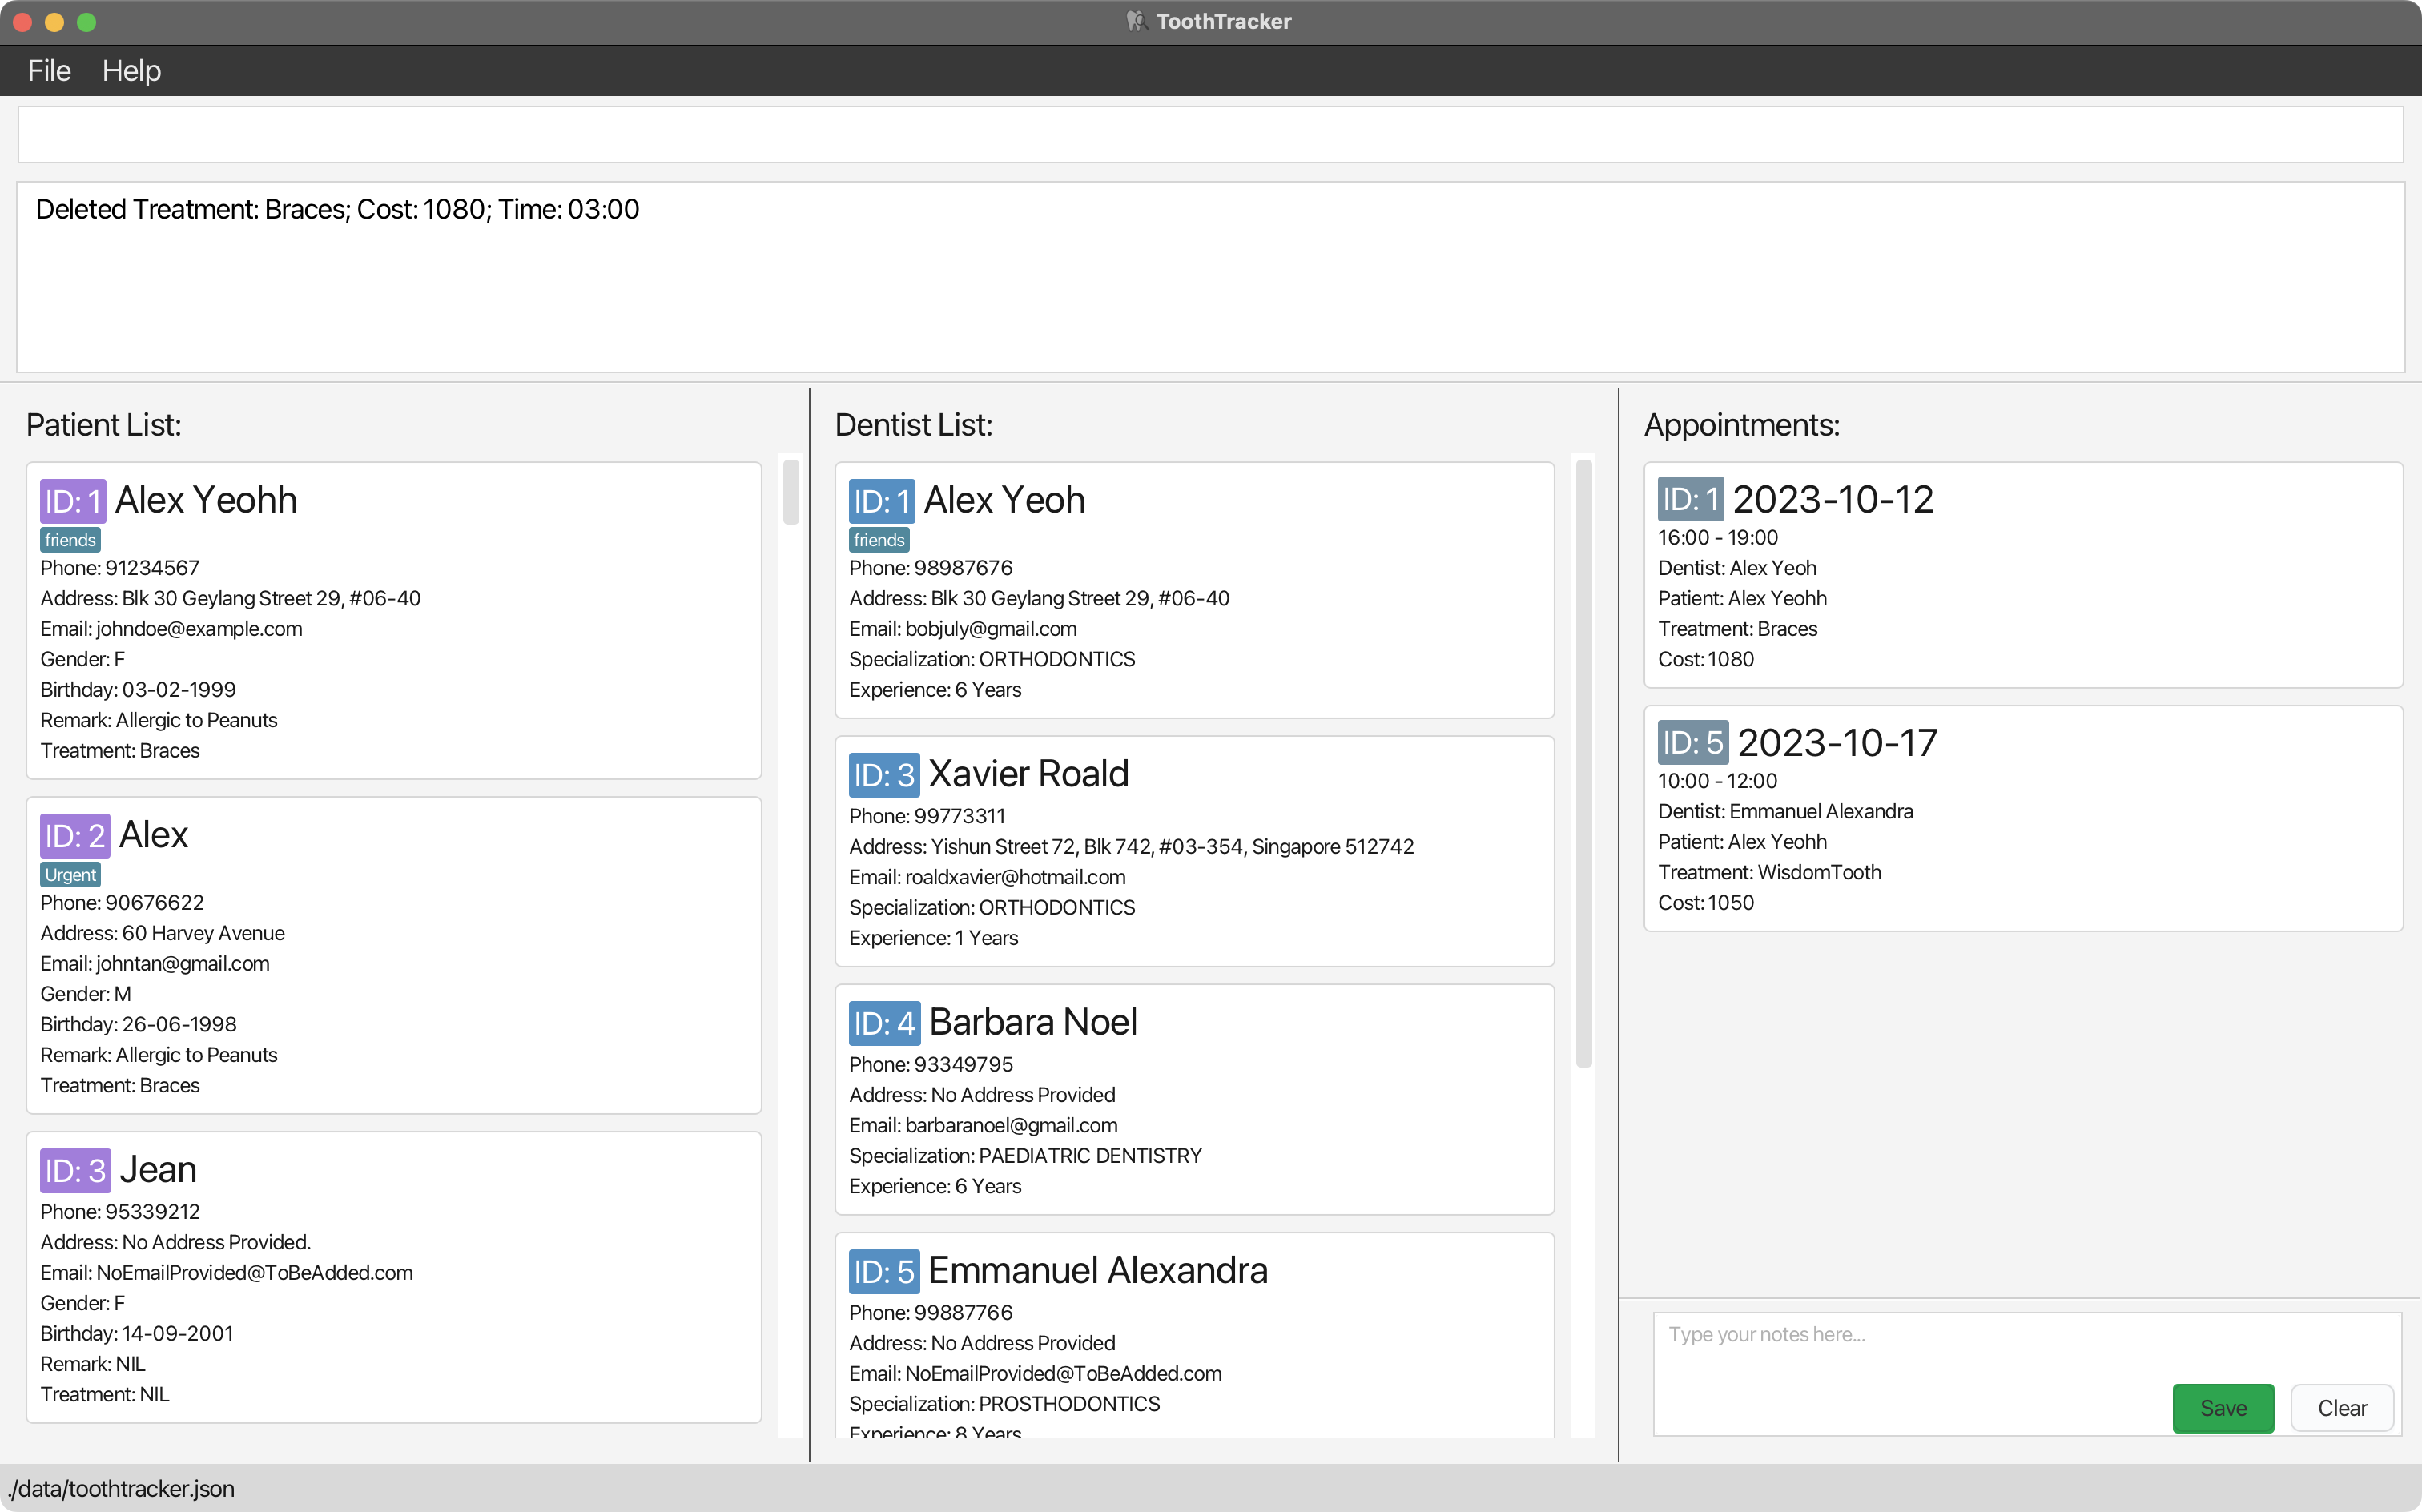 ToothTracker
File Help
Deleted Treatment: Braces; Cost: 1080; Time: 03:00
Patient List:
ID: 1 Alex Yeohh
friends
Phone: 91234567
Address: Blk 30 Geylang Street 29, #06-40
Email: johndoe@example.com
Gender: F
Birthday: 03-02-1999
Remark: Allergic to Peanuts
Treatment: Braces
ID: 2 Alex
Urgent
Phone: 90676622
Address: 60 Harvey Avenue
Email: johntan@gmail.com
Gender: M
Birthday: 26-06-1998
Remark: Allergic to Peanuts
Treatment: Braces
ID: 3 Jean
Phone: 95339212
Address: No Address Provided.
Email: NoEmailProvided@ToBeAdded.com
Gender: F
Birthday: 14-09-2001
Remark: NIL
Treatment: NIL
Dentist List:
ID: 1 Alex Yeoh
friends
Phone: 98987676
Address: Blk 30 Geylang Street 29, #06-40
Email: bobjuly@gmail.com
Specialization: ORTHODONTICS
Experience: 6 Years
ID: 3 Xavier Roald
Phone: 99773311
Address: Yishun Street 72, Blk 742, #03-354, Singapore 512742
Email: roaldxavier@hotmail.com
Specialization: ORTHODONTICS
Experience: 1 Years
ID: 4 Barbara Noel
Phone: 93349795
Address: No Address Provided
Email: barbaranoel@gmail.com
Specialization: PAEDIATRIC DENTISTRY
Experience: 6 Years
ID: 5 Emmanuel Alexandra
Phone: 99887766
Address: No Address Provided
Email: NoEmailProvided@ToBeAdded.com
Specialization: PROSTHODONTICS
Experience: 8 Years
Appointments:
ID: 1 2023-10-12
16:00 - 19:00
Dentist: Alex Yeoh
Patient: Alex Yeohh
Treatment: Braces
Cost: 1080
ID: 5 2023-10-17
10:00 - 12:00
Dentist: Emmanuel Alexandra
Patient: Alex Yeohh
Treatment: WisdomTooth
Cost: 1050
Type your notes here...
Save Clear
./data/toothtracker.json